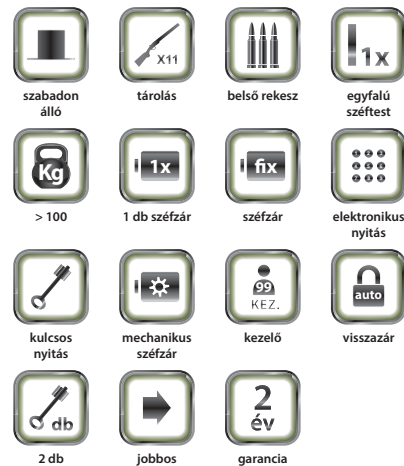 X11
1x
szabadon
álló
tárolás
belső rekesz
egyfalú
széftest
Kg
1x
fix
> 100
1 db széfzár
széfzár
elektronikus
nyitás
99
KEZ.
auto
kulcsos
nyitás
mechanikus
széfzár
kezelő
visszazár
db
2
év
2 db
jobbos
garancia